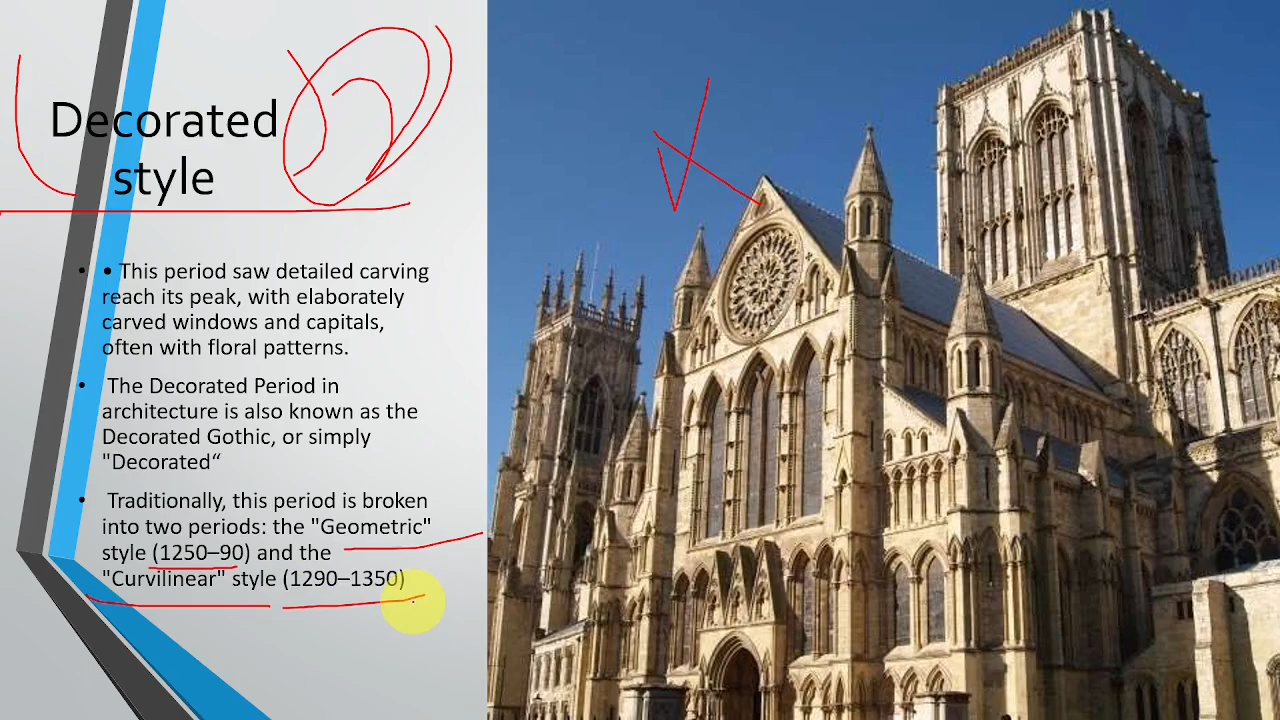 Decorated
style
• • This period saw detailed carving
reach its peak, with elaborately
carved windows and capitals,
often with floral patterns.
• The Decorated Period in
architecture is also known as the
Decorated Gothic, or simply
"Decorated“
• Traditionally, this period is broken
into two periods: the "Geometric"
style (1250–90) and the
"Curvilinear" style (1290–1350)